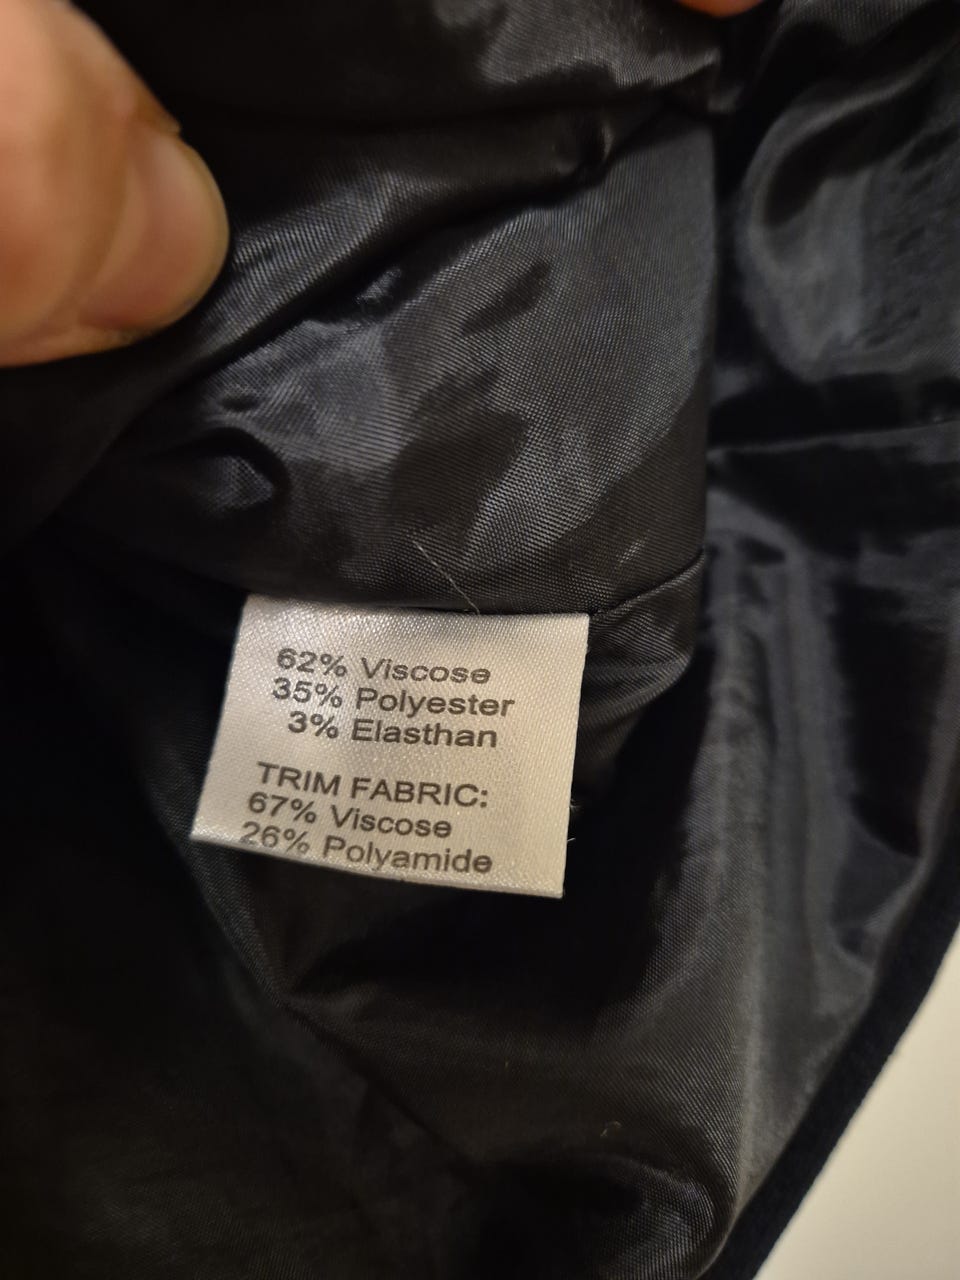 62% Viscose
35% Polyester
3% Elasthan
TRIM FABRIC:
67% Viscose
26% Polyamide